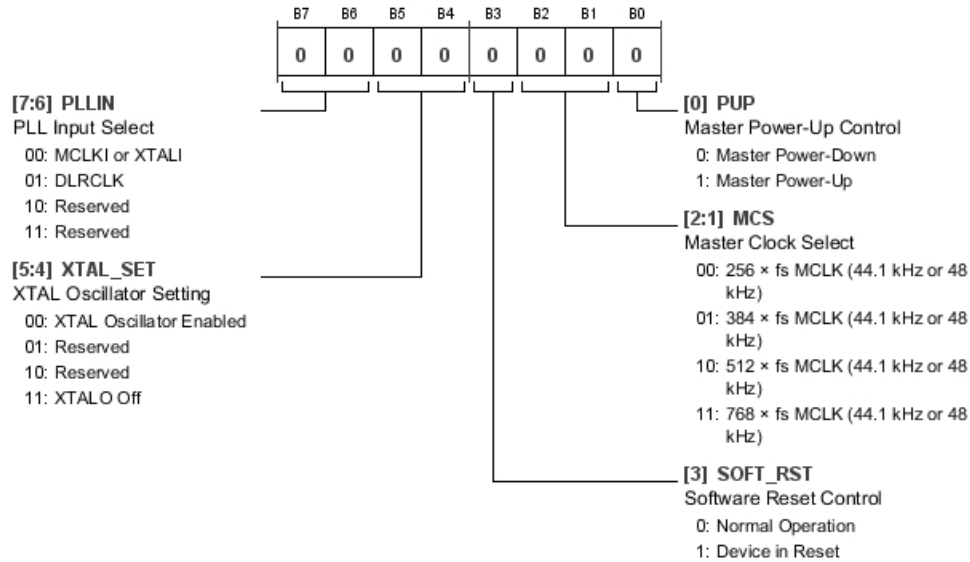 B7 B6 B5 B4 B3 B2 B1 B0
0 0 0 0 0 0 0 0
[7:6] PLLIN
PLL Input Select
00: MCLKI or XTALI
01: DLRCLK
10: Reserved
11: Reserved
[5:4] XTAL_SET
XTAL Oscillator Setting
00: XTAL Oscillator Enabled
01: Reserved
10: Reserved
11: XTALO Off
[0] PUP
Master Power-Up Control
0: Master Power-Down
1: Master Power-Up
[2:1] MCS
Master Clock Select
00: 256 × fs MCLK (44.1 kHz or 48
kHz)
01: 384 × fs MCLK (44.1 kHz or 48
kHz)
10: 512 × fs MCLK (44.1 kHz or 48
kHz)
11: 768 × fs MCLK (44.1 kHz or 48
kHz)
[3] SOFT_RST
Software Reset Control
0: Normal Operation
1: Device in Reset